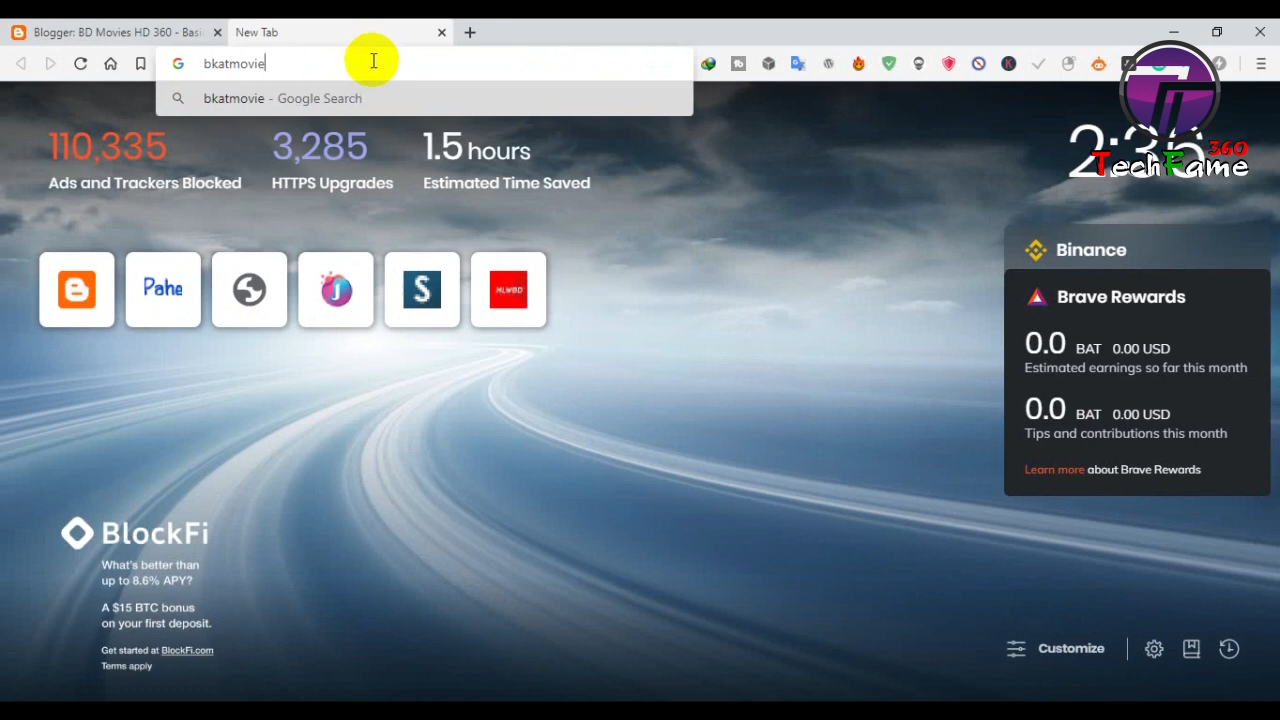 Blogger: BD Movies HD 360 - Basi
New Tab
bkatmovie
bkatmovie - Google Search
110,335
Ads and Trackers Blocked
3,285
HTTPS Upgrades
1.5 hours
Estimated Time Saved
TechFame
360
Pahe
J
S
MLWBD
Binance
Brave Rewards
0.0 BAT 0.00 USD
Estimated earnings so far this month
0.0 BAT 0.00 USD
Tips and contributions this month
Learn more about Brave Rewards
BlockFi
What's better than
up to 8.6% APY?
A $15 BTC bonus
on your first deposit.
Get started at BlockFi.com
Terms apply
Customize